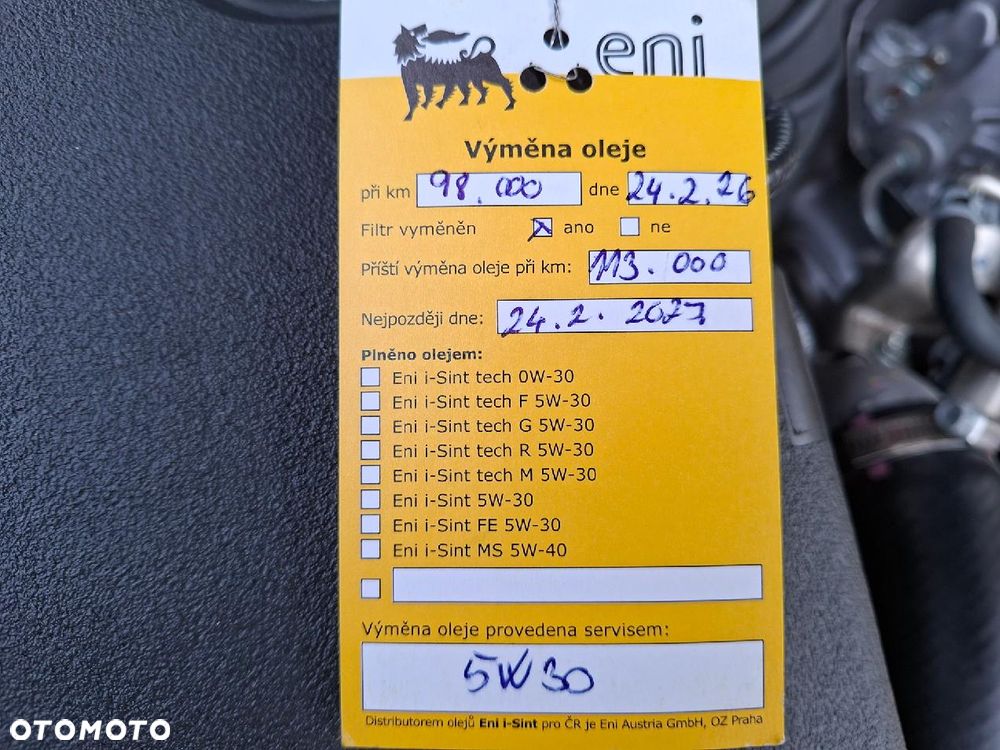 eni
Výměna oleje
při km 98.000 dne 24.2.26
Filtr vyměněn X ano ne
Příští výměna oleje při km: 113.000
Nejpozději dne: 24.2.2027
Plněno olejem:
Eni i-Sint tech 0W-30
Eni i-Sint tech F 5W-30
Eni i-Sint tech G 5W-30
Eni i-Sint tech R 5W-30
Eni i-Sint tech M 5W-30
Eni i-Sint 5W-30
Eni i-Sint FE 5W-30
Eni i-Sint MS 5W-40
Výměna oleje provedena servisem:
5W30
Distributorem olejů Eni i-Sint pro ČR je Eni Austria GmbH, OZ Praha
OTOMOTO